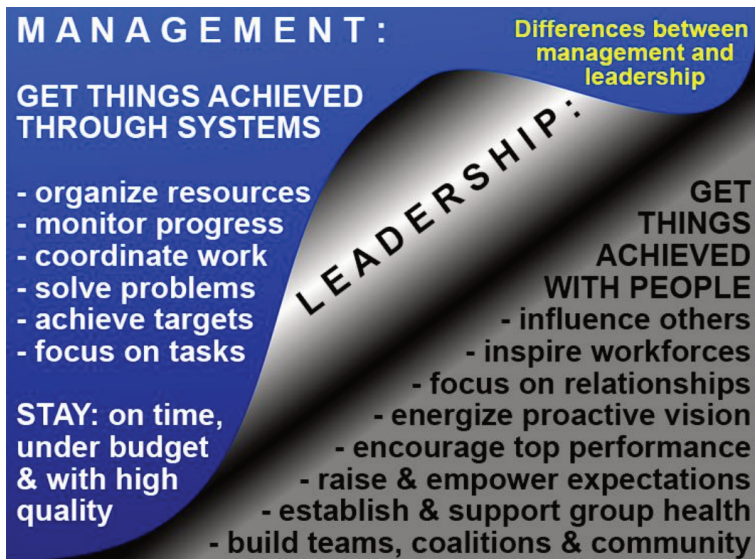 MANAGEMENT:
Differences between
management and
leadership
GET THINGS ACHIEVED
THROUGH SYSTEMS
- organize resources
- monitor progress
- coordinate work
- solve problems
- achieve targets
- focus on tasks
STAY: on time,
under budget
& with high
quality
LEADERSHIP:
GET
THINGS
ACHIEVED
WITH PEOPLE
- influence others
- inspire workforces
- focus on relationships
- energize proactive vision
- encourage top performance
- raise & empower expectations
- establish & support group health
- build teams, coalitions & community